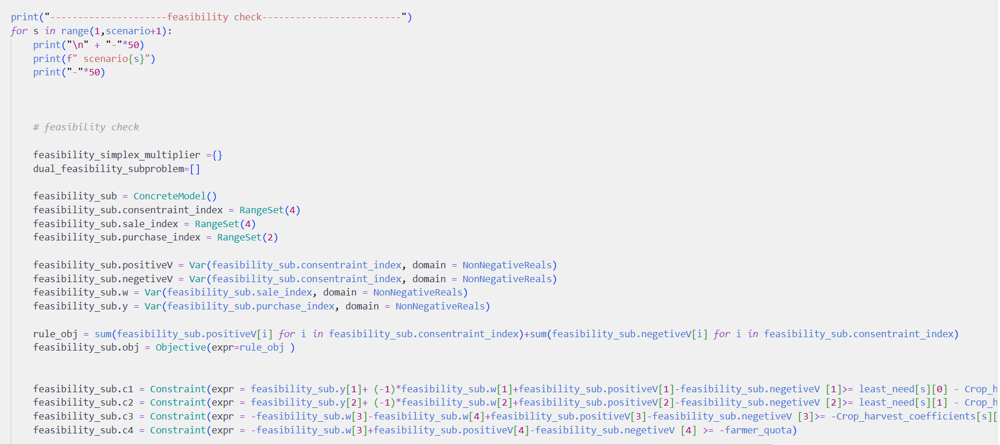 print("---------------------feasibility check-------------------------")
for s in range(1,scenario+1):
    print("\n" + "-"*50)
    print(f" scenario{s}")
    print("-"*50)
    # feasibility check
    feasibility_simplex_multiplier ={}
    dual_feasibility_subproblem=[]
    feasibility_sub = ConcreteModel()
    feasibility_sub.consentraint_index = RangeSet(4)
    feasibility_sub.sale_index = RangeSet(4)
    feasibility_sub.purchase_index = RangeSet(2)
    feasibility_sub.positiveV = Var(feasibility_sub.consentraint_index, domain = NonNegativeReals)
    feasibility_sub.negetiveV = Var(feasibility_sub.consentraint_index, domain = NonNegativeReals)
    feasibility_sub.w = Var(feasibility_sub.sale_index, domain = NonNegativeReals)
    feasibility_sub.y = Var(feasibility_sub.purchase_index, domain = NonNegativeReals)
    rule_obj = sum(feasibility_sub.positiveV[i] for i in feasibility_sub.consentraint_index)+sum(feasibility_sub.negetiveV[i] for i in feasibility_sub.consentraint_index)
    feasibility_sub.obj = Objective(expr=rule_obj )
    feasibility_sub.c1 = Constraint(expr = feasibility_sub.y[1]+ (-1)*feasibility_sub.w[1]+feasibility_sub.positiveV[1]-feasibility_sub.negetiveV [1]>= least_need[s][0] - Crop_h
    feasibility_sub.c2 = Constraint(expr = feasibility_sub.y[2]+ (-1)*feasibility_sub.w[2]+feasibility_sub.positiveV[2]-feasibility_sub.negetiveV [2]>= least_need[s][1] - Crop_h
    feasibility_sub.c3 = Constraint(expr = -feasibility_sub.w[3]-feasibility_sub.w[4]+feasibility_sub.positiveV[3]-feasibility_sub.negetiveV [3]>= -Crop_harvest_coefficients[s][
    feasibility_sub.c4 = Constraint(expr = -feasibility_sub.w[3]+feasibility_sub.positiveV[4]-feasibility_sub.negetiveV [4] >= -farmer_quota)